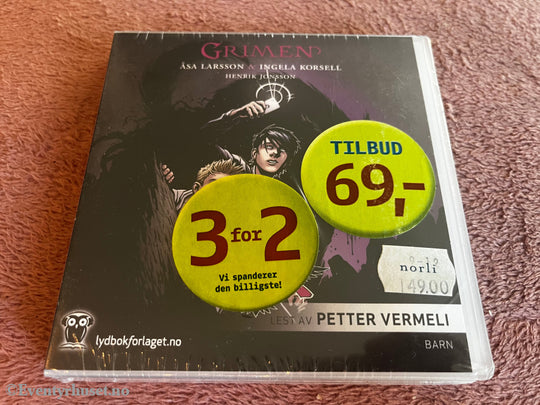 GRIMEN
ÅSA LARSSON & INGELA KORSELL
HENRIK JONSSON
TILBUD
69,-
3 for 2
Vi spanderer
den billigste!
norli
149.00
LEST AV PETTER VERMELI
lydbokforlaget.no
BARN
© Eventyrhuset.no